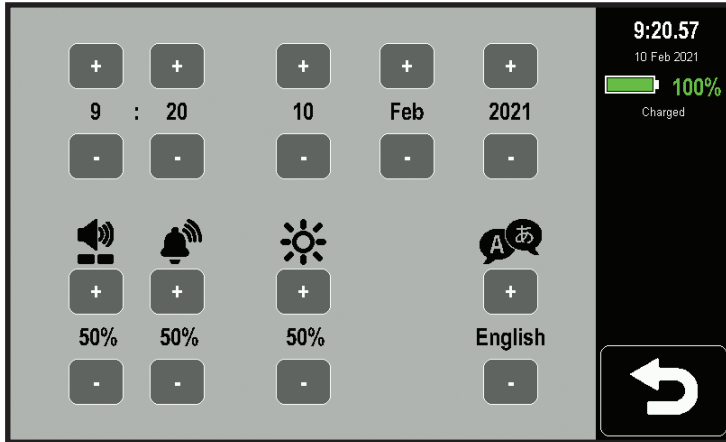 + + + + +
9 : 20 10 Feb 2021
- - - - -
A あ
+ + + +
50% 50% 50% English
- - - -
9:20.57
10 Feb 2021
100%
Charged